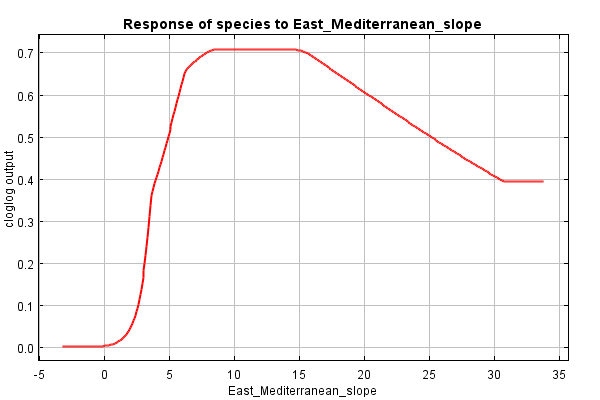 Response of species to East_Mediterranean_slope
0.7
0.6
0.5
0.4
0.3
0.2
0.1
0.0
cloglog output
-5 0 5 10 15 20 25 30 35
East_Mediterranean_slope